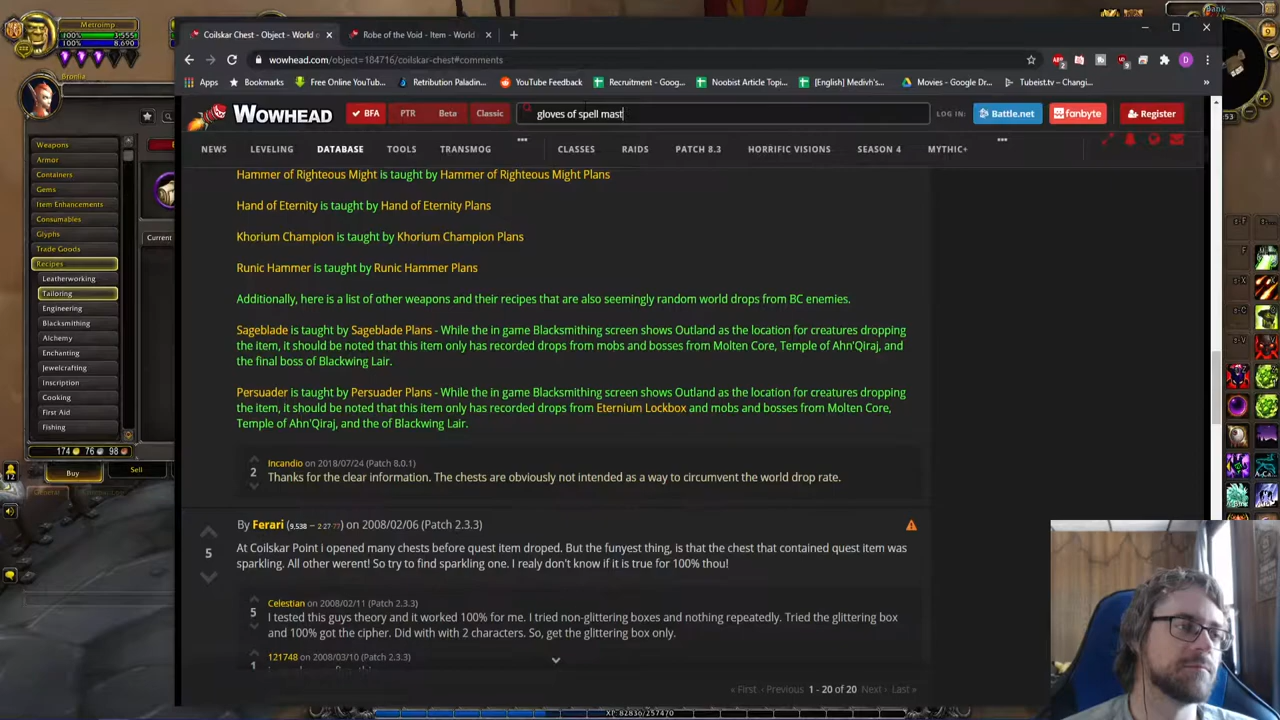 Metroimp
100% 3,555
100% 8,690
Bronlia
Coilskar Chest - Object - World o
Robe of the Void - Item - World
wowhead.com/object=184716/coilskar-chest#comments
Apps Bookmarks Free Online YouTub... Retribution Paladin... YouTube Feedback Recruitment - Goog... Noobist Article Topi... [English] Medivh's... Movies - Google Dr... Tubeist.tv – Changi...
WOWHEAD BFA PTR Beta Classic gloves of spell mast LOG IN: Battle.net fanbyte Register
NEWS LEVELING DATABASE TOOLS TRANSMOG ... CLASSES RAIDS PATCH 8.3 HORRIFIC VISIONS SEASON 4 MYTHIC+ ...
Hammer of Righteous Might is taught by Hammer of Righteous Might Plans
Hand of Eternity is taught by Hand of Eternity Plans
Khorium Champion is taught by Khorium Champion Plans
Runic Hammer is taught by Runic Hammer Plans
Additionally, here is a list of other weapons and their recipes that are also seemingly random world drops from BC enemies.
Sageblade is taught by Sageblade Plans - While the in game Blacksmithing screen shows Outland as the location for creatures dropping
the item, it should be noted that this item only has recorded drops from mobs and bosses from Molten Core, Temple of Ahn'Qiraj, and
the final boss of Blackwing Lair.
Persuader is taught by Persuader Plans - While the in game Blacksmithing screen shows Outland as the location for creatures dropping
the item, it should be noted that this item only has recorded drops from Eternium Lockbox and mobs and bosses from Molten Core,
Temple of Ahn'Qiraj, and the of Blackwing Lair.
2
Incandio on 2018/07/24 (Patch 8.0.1)
Thanks for the clear information. The chests are obviously not intended as a way to circumvent the world drop rate.
By Ferari (9.538 – 2·27·77) on 2008/02/06 (Patch 2.3.3)
5
At Coilskar Point i opened many chests before quest item droped. But the funyest thing, is that the chest that contained quest item was
sparkling. All other werent! So try to find sparkling one. I realy don't know if it is true for 100% thou!
5
Celestian on 2008/02/11 (Patch 2.3.3)
I tested this guys theory and it worked 100% for me. I tried non-glittering boxes and nothing repeatedly. Tried the glittering box
and 100% got the cipher. Did with with 2 characters. So, get the glittering box only.
1
121748 on 2008/03/10 (Patch 2.3.3)
« First ‹ Previous 1 - 20 of 20 Next › Last »
Weapons
Armor
Containers
Gems
Item Enhancements
Consumables
Glyphs
Trade Goods
Recipes
Leatherworking
Tailoring
Engineering
Blacksmithing
Alchemy
Enchanting
Jewelcrafting
Inscription
Cooking
First Aid
Fishing
Current
174 76 98
Buy
Sell
12
XP: 82836/257470